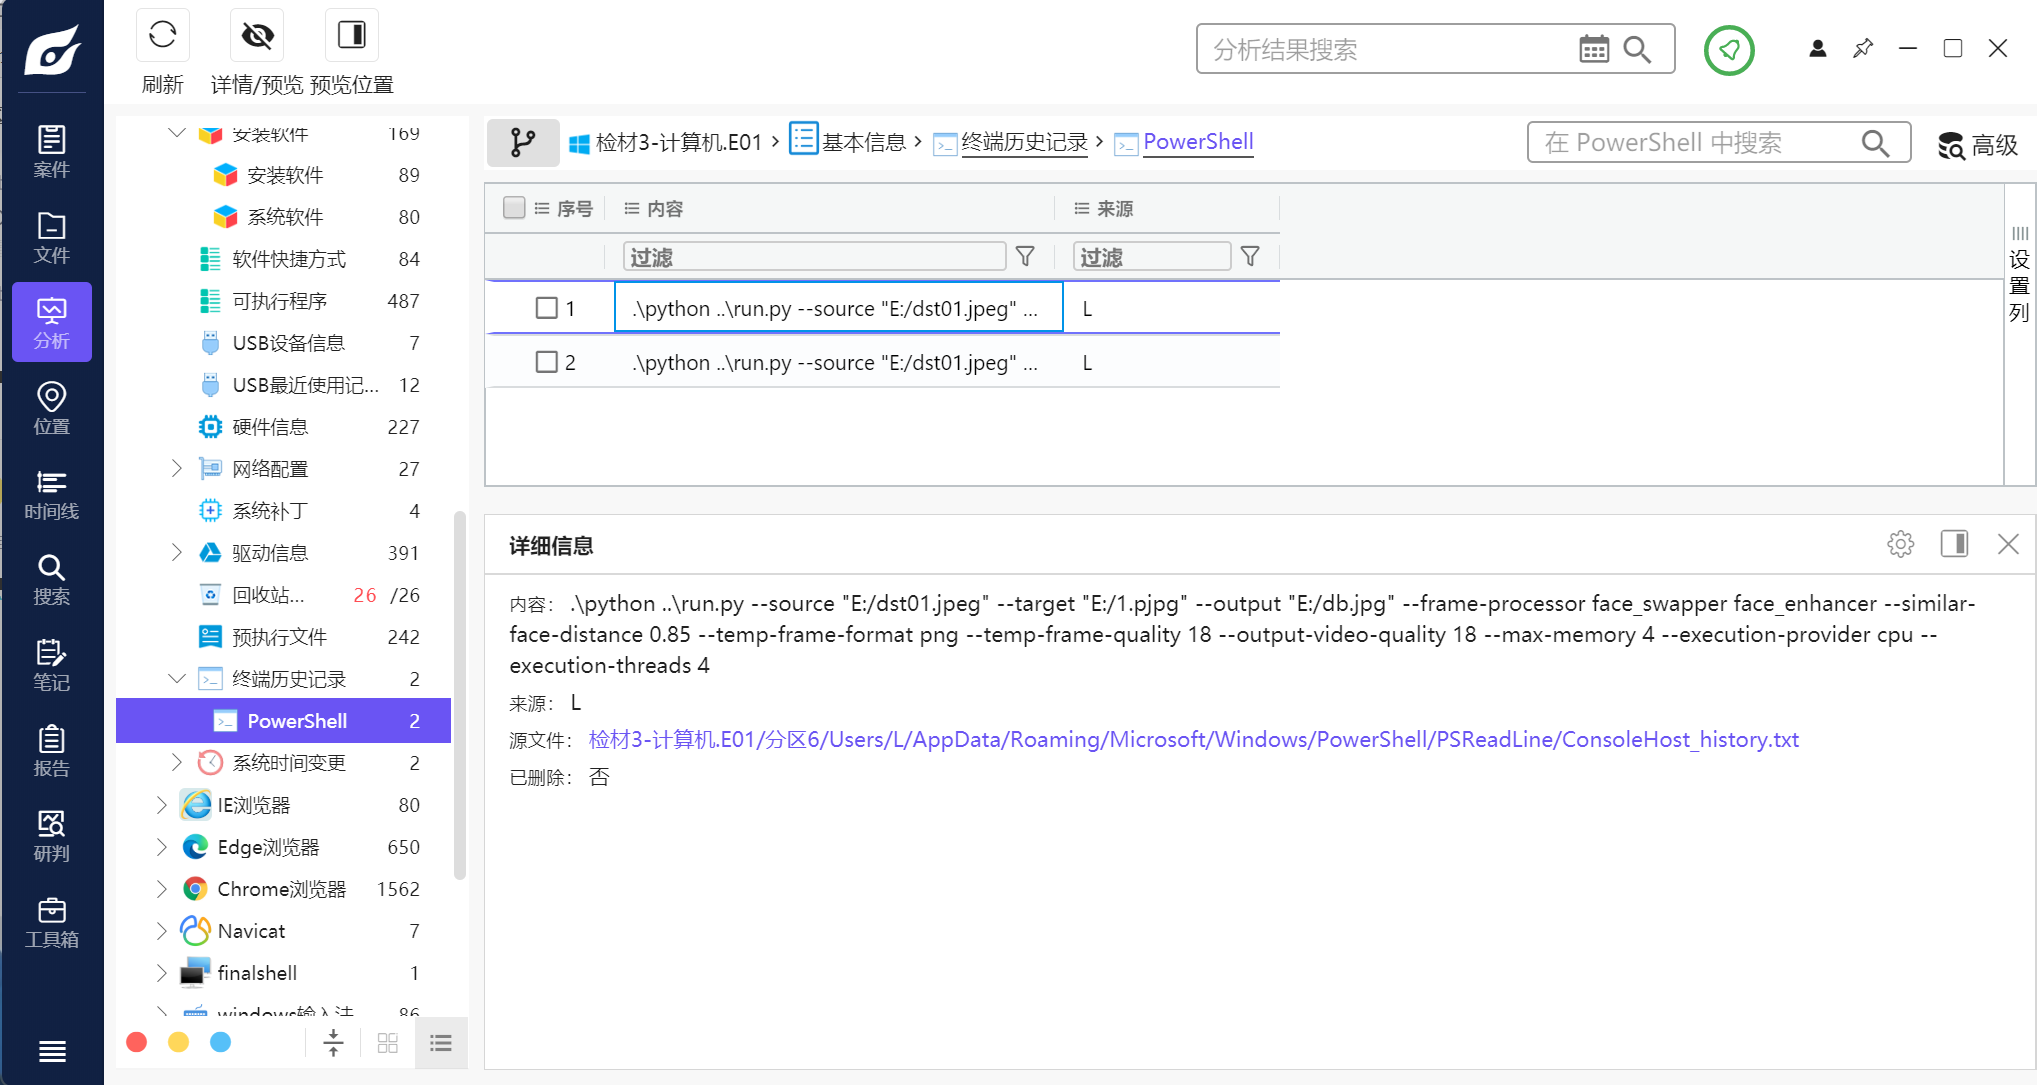 刷新
详情/预览
预览位置
分析结果搜索
案件
文件
分析
位置
时间线
搜索
笔记
报告
研判
工具箱
安装软件 169
安装软件 89
系统软件 80
软件快捷方式 84
可执行程序 487
USB设备信息 7
USB最近使用记... 12
硬件信息 227
网络配置 27
系统补丁 4
驱动信息 391
回收站... 26 /26
预执行文件 242
终端历史记录 2
PowerShell 2
系统时间变更 2
IE浏览器 80
Edge浏览器 650
Chrome浏览器 1562
Navicat 7
finalshell 1
windows输入法 86
检材3-计算机.E01 › 基本信息 › 终端历史记录 › PowerShell
在 PowerShell 中搜索
高级
序号 内容 来源
过滤 过滤
1 .\python ..\run.py --source "E:/dst01.jpeg" ... L
2 .\python ..\run.py --source "E:/dst01.jpeg" ... L
设置列
详细信息
内容: .\python ..\run.py --source "E:/dst01.jpeg" --target "E:/1.pjpg" --output "E:/db.jpg" --frame-processor face_swapper face_enhancer --similar-
face-distance 0.85 --temp-frame-format png --temp-frame-quality 18 --output-video-quality 18 --max-memory 4 --execution-provider cpu --
execution-threads 4
来源: L
源文件: 检材3-计算机.E01/分区6/Users/L/AppData/Roaming/Microsoft/Windows/PowerShell/PSReadLine/ConsoleHost_history.txt
已删除: 否